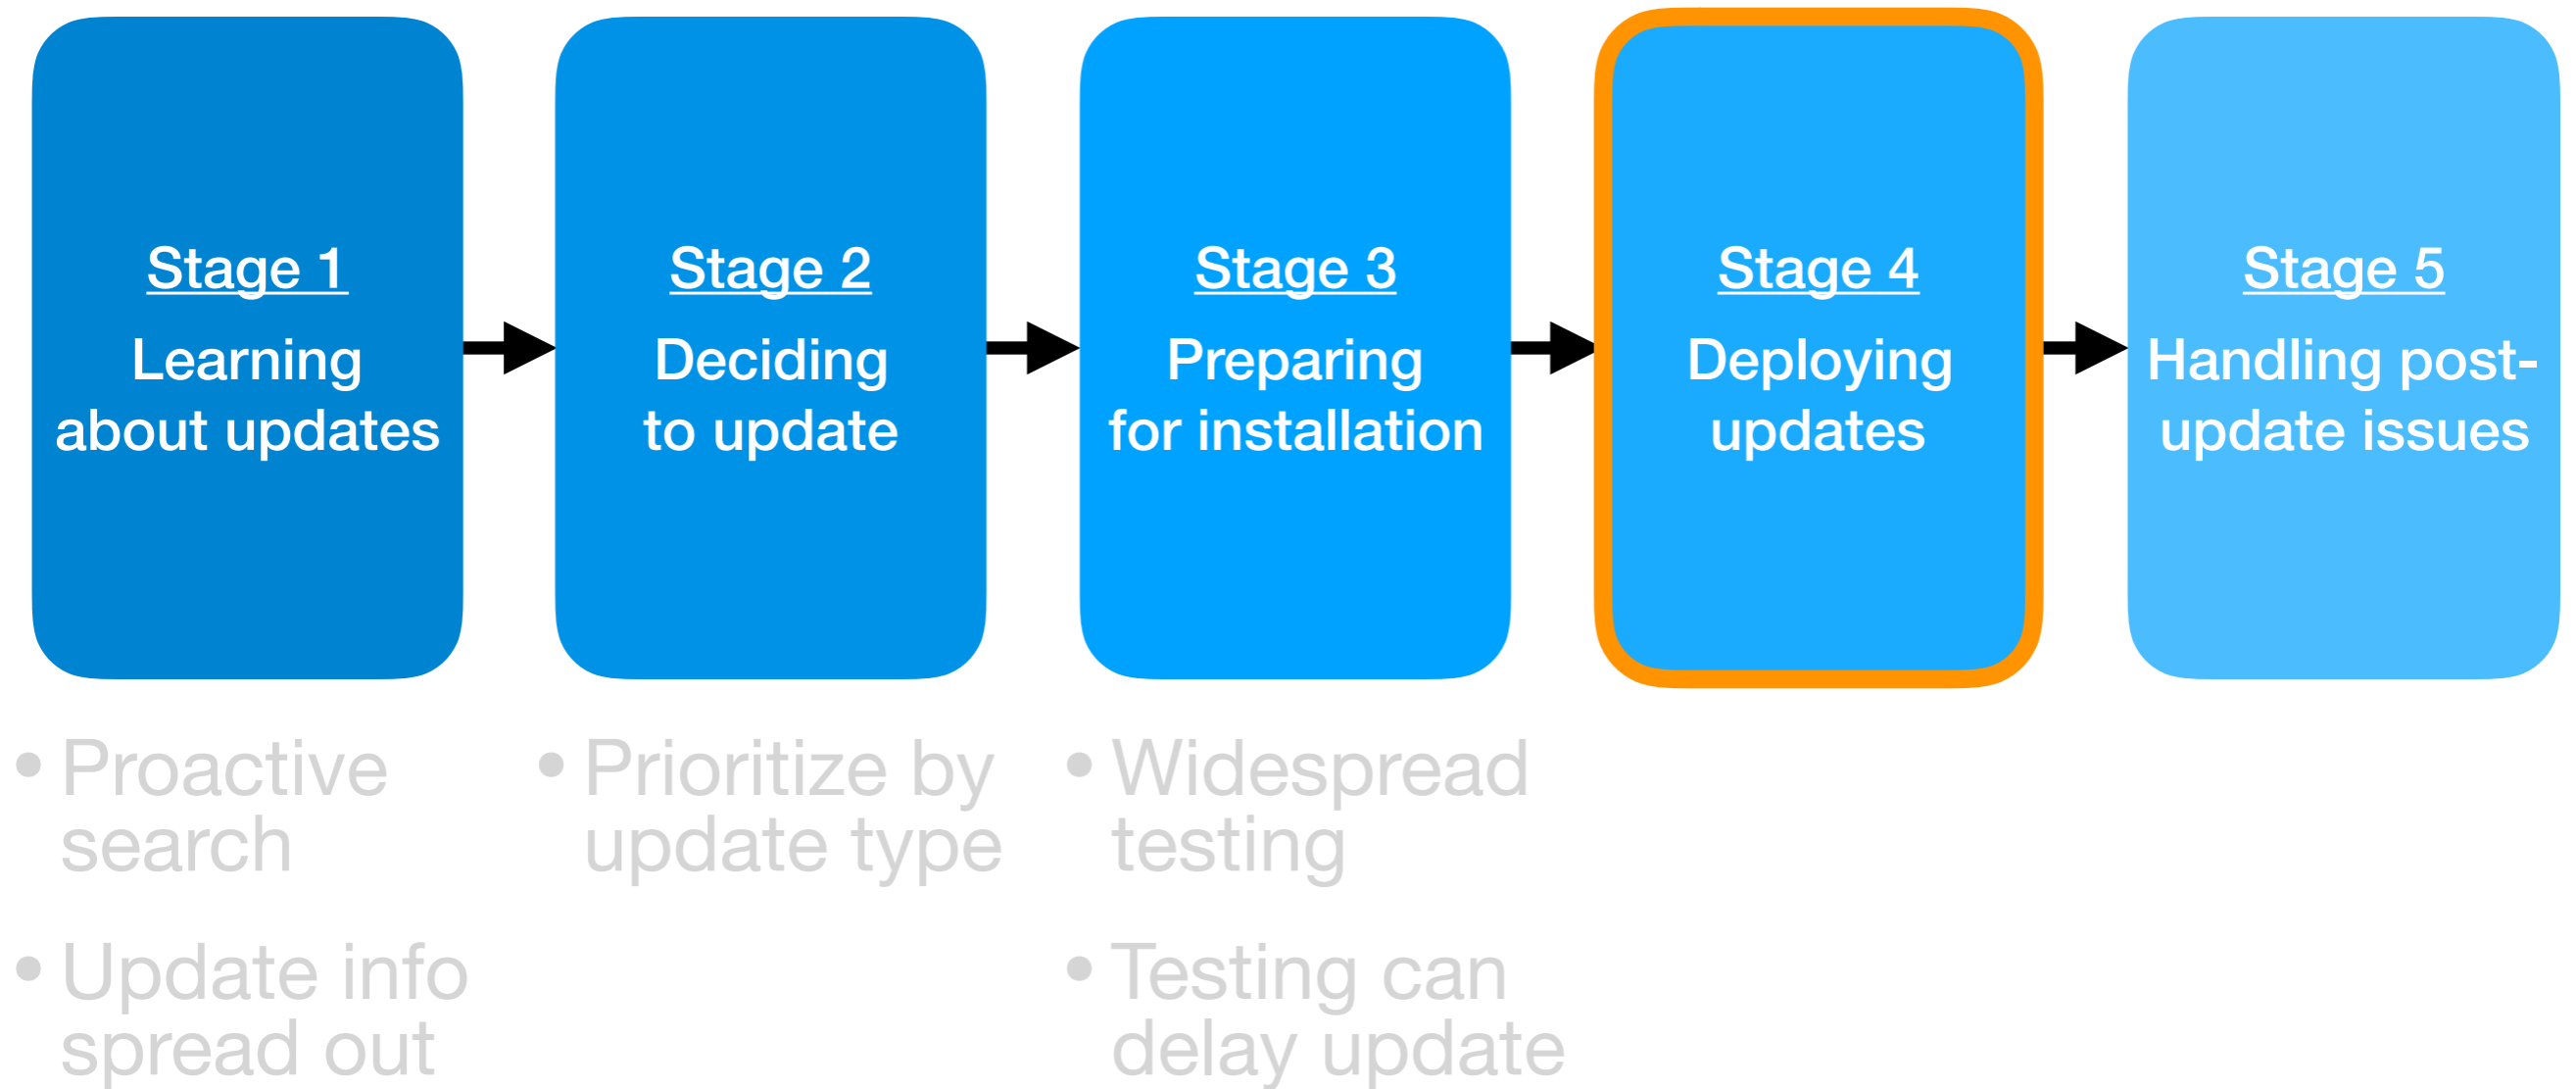 Stage 1
Learning
about updates
Stage 2
Deciding
to update
Stage 3
Preparing
for installation
Stage 4
Deploying
updates
Stage 5
Handling post-
update issues
• Proactive
search
• Update info
spread out
• Prioritize by
update type
• Widespread
testing
• Testing can
delay update